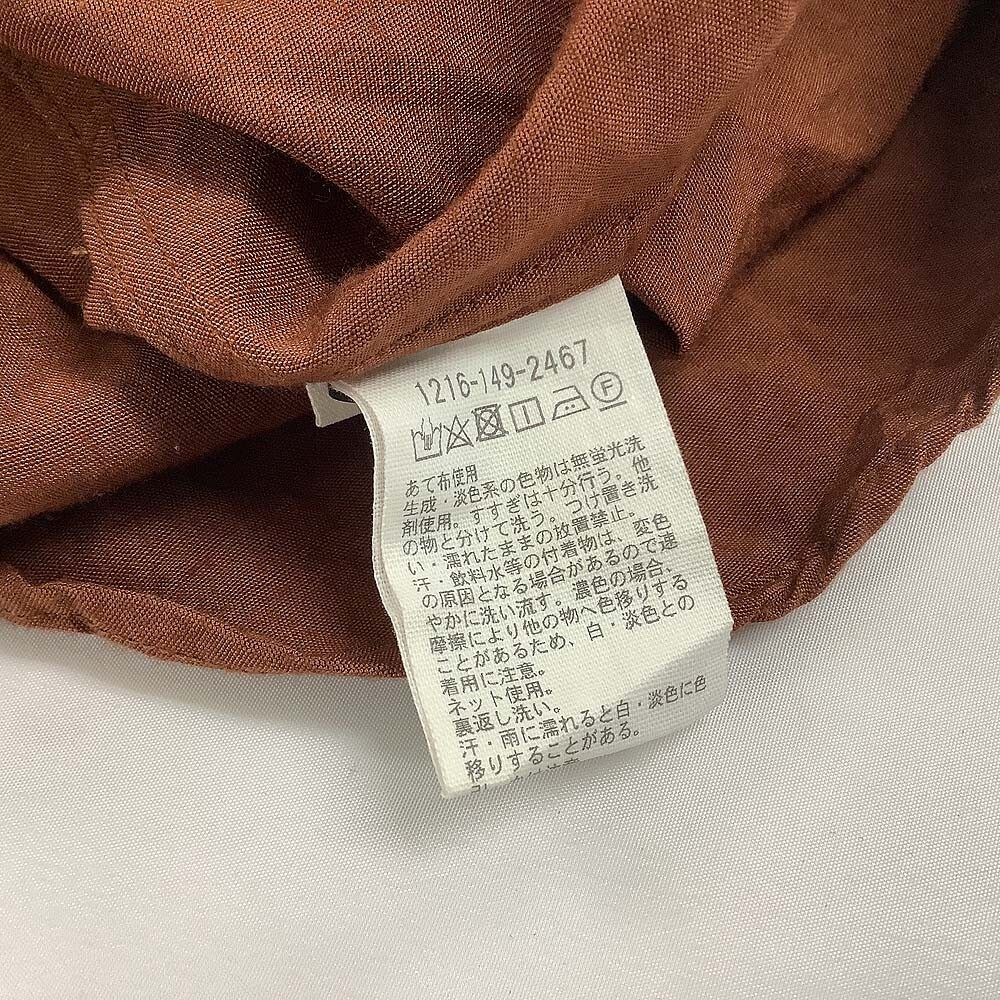 1216-149-2467
F
あて布使用
生成・淡色系の色物は無蛍光洗
剤使用。すすぎは十分行う。他
の物と分けて洗う。つけ置き洗
い・濡れたままの放置禁止。
汗・飲料水等の付着物は、変色
の原因となる場合があるので速
やかに洗い流す。濃色の場合、
摩擦により他の物へ色移りする
ことがあるため、白・淡色との
着用に注意。
ネット使用。
裏返し洗い。
汗・雨に濡れると白・淡色に色
移りすることがある。